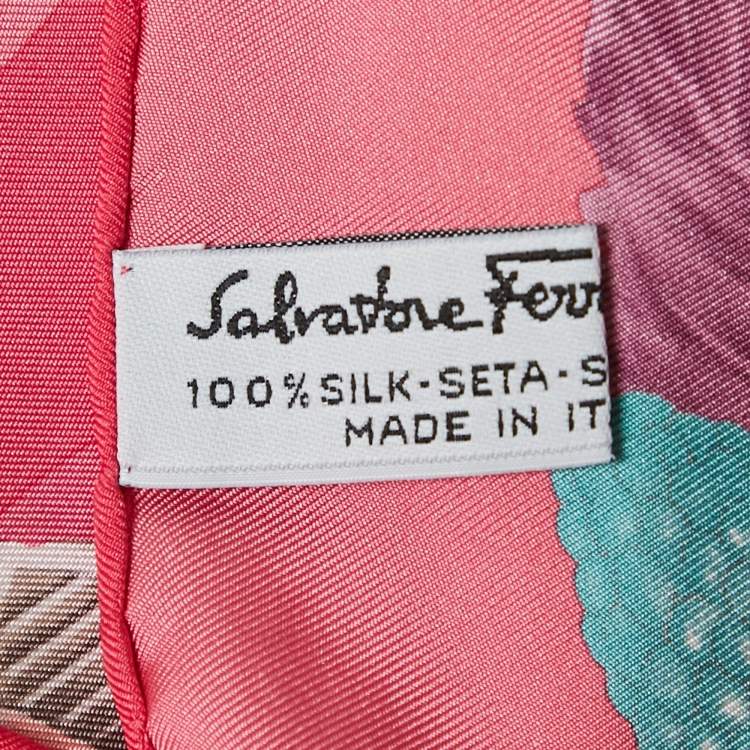 Salvatore Ferr
100% SILK-SETA-S
MADE IN IT